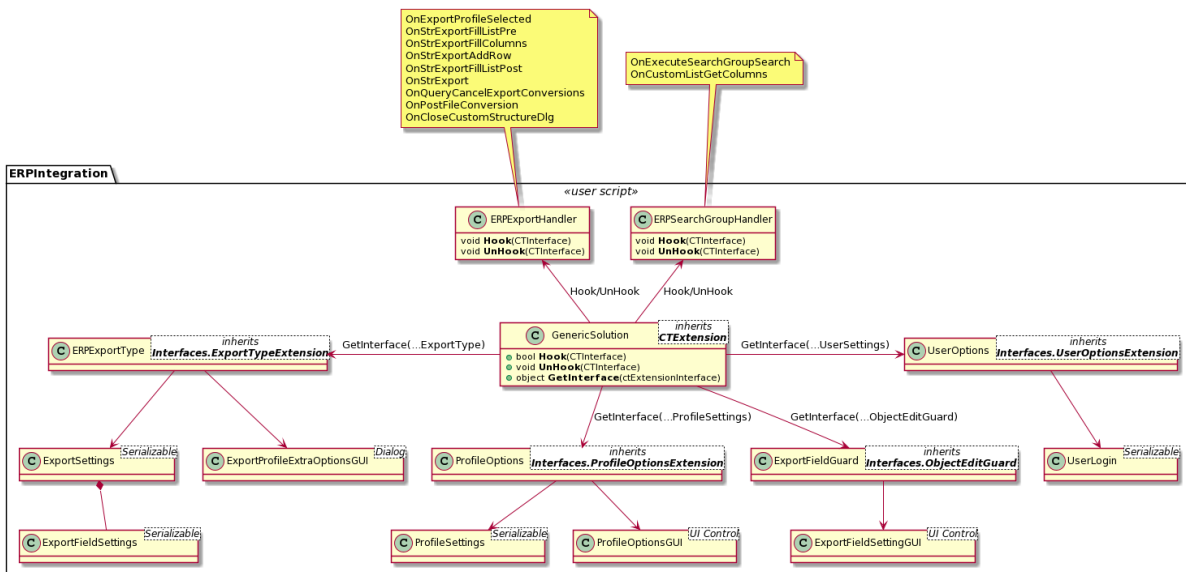 OnExportProfileSelected
OnStrExportFillListPre
OnStrExportFillColumns
OnStrExportAddRow
OnStrExportFillListPost
OnStrExport
OnQueryCancelExportConversions
OnPostFileConversion
OnCloseCustomStructureDlg
OnExecuteSearchGroupSearch
OnCustomListGetColumns
ERPIntegration
«user script»
C ERPExportHandler
void Hook(CTInterface)
void UnHook(CTInterface)
C ERPSearchGroupHandler
void Hook(CTInterface)
void UnHook(CTInterface)
Hook/UnHook
Hook/UnHook
C GenericSolution
inherits
CTExtension
bool Hook(CTInterface)
void UnHook(CTInterface)
object GetInterface(ctExtensionInterface)
C ERPExportType
inherits
Interfaces.ExportTypeExtension
GetInterface(...ExportType)
GetInterface(...UserSettings)
C UserOptions
inherits
Interfaces.UserOptionsExtension
GetInterface(...ProfileSettings)
GetInterface(...ObjectEditGuard)
C ExportSettings
Serializable
C ExportProfileExtraOptionsGUI
Dialog
C ProfileOptions
inherits
Interfaces.ProfileOptionsExtension
C ExportFieldGuard
inherits
Interfaces.ObjectEditGuard
C UserLogin
Serializable
C ExportFieldSettings
Serializable
C ProfileSettings
Serializable
C ProfileOptionsGUI
UI Control
C ExportFieldSettingGUI
UI Control